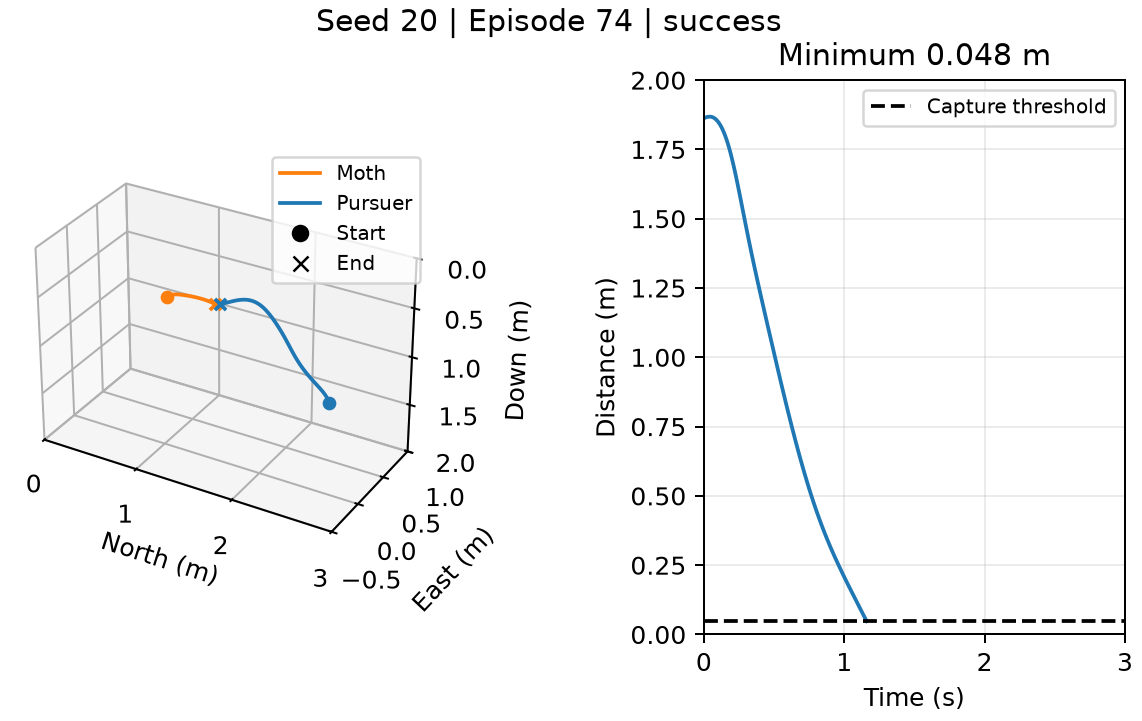 Seed 20 | Episode 74 | success
Moth
Pursuer
Start
End
0.0
0.5
1.0
1.5
2.0
Down (m)
0
1
2
3
North (m)
−0.5
0.0
0.5
1.0
East (m)
Minimum 0.048 m
Capture threshold
2.00
1.75
1.50
1.25
1.00
0.75
0.50
0.25
0.00
Distance (m)
0
1
2
3
Time (s)